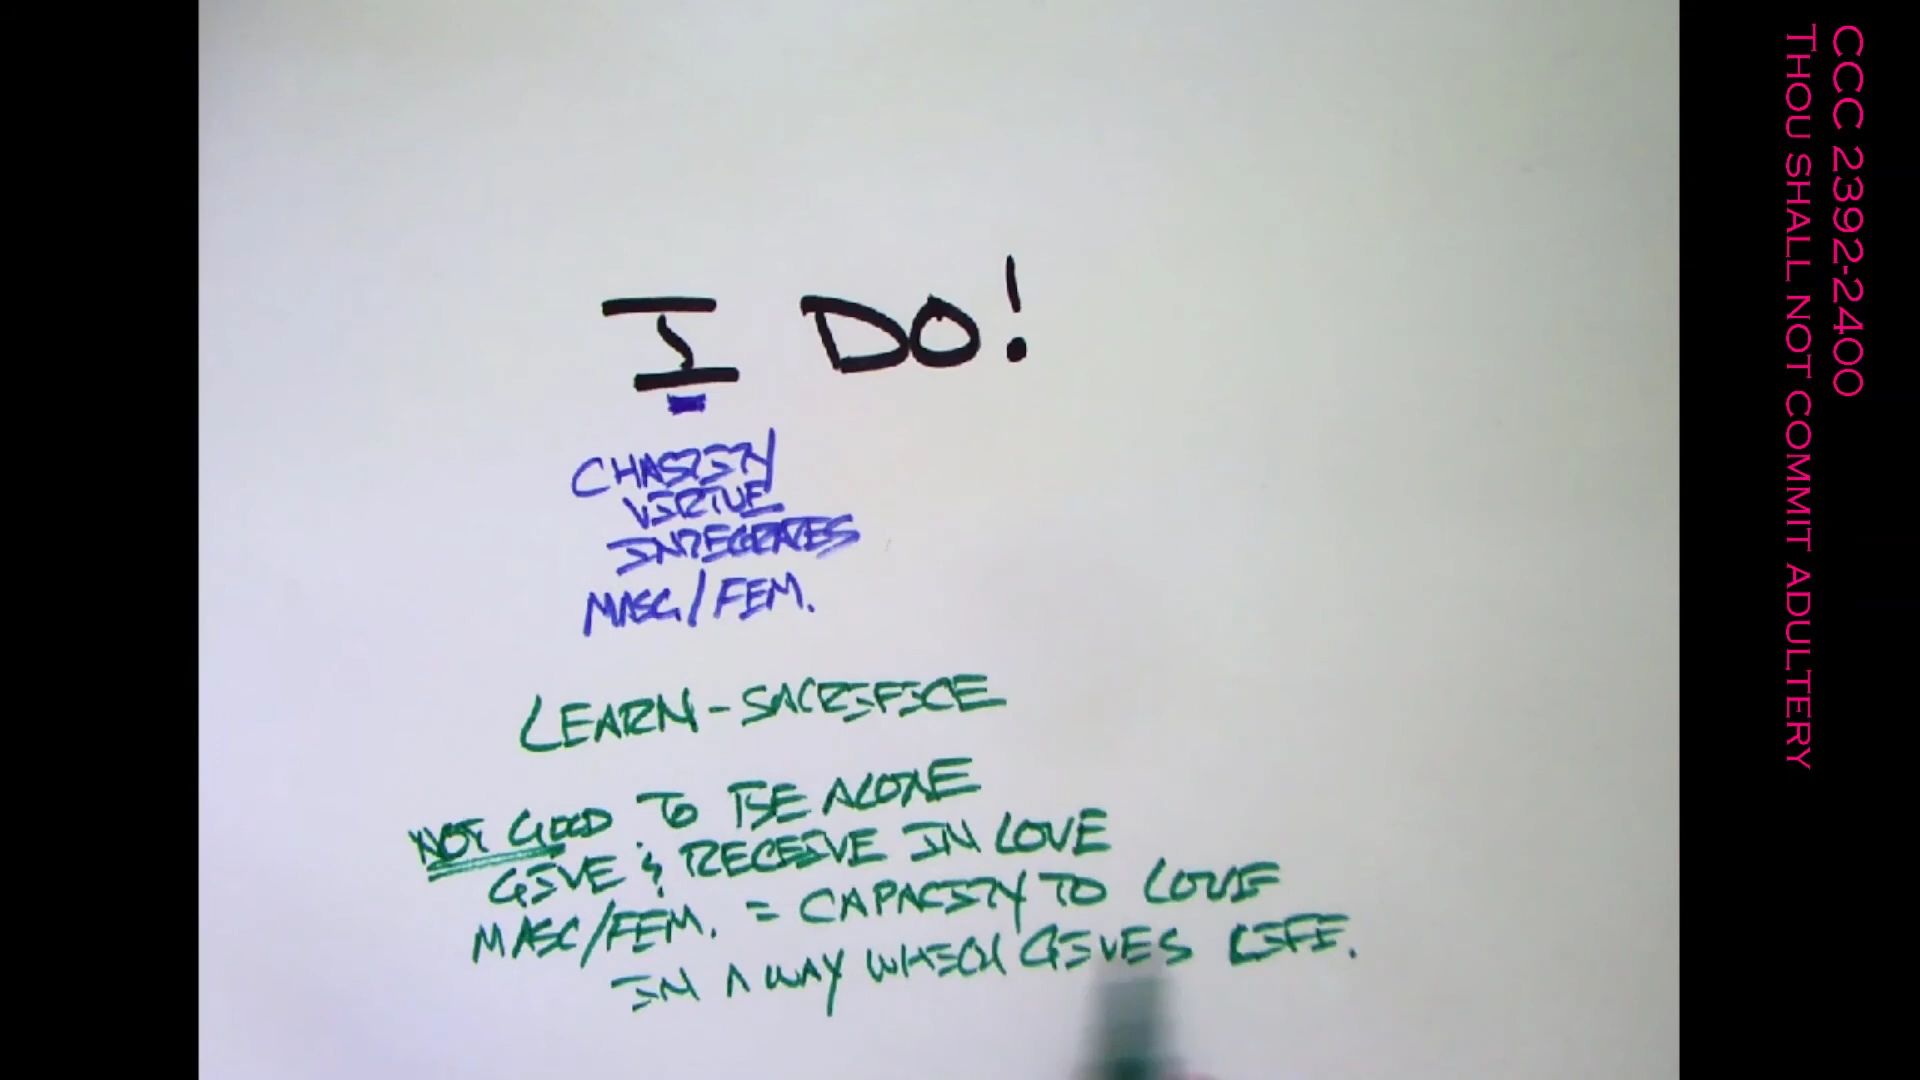 I DO!
CHASTITY
VIRTUE
INTEGRATES
MASC/FEM.
LEARN-SACRIFICE
NOT GOOD TO BE ALONE
GIVE & RECEIVE IN LOVE
MASC/FEM. = CAPACITY TO LOVE
IN A WAY WHICH GIVES LIFE.
CCC 2392-2400
THOU SHALL NOT COMMIT ADULTERY